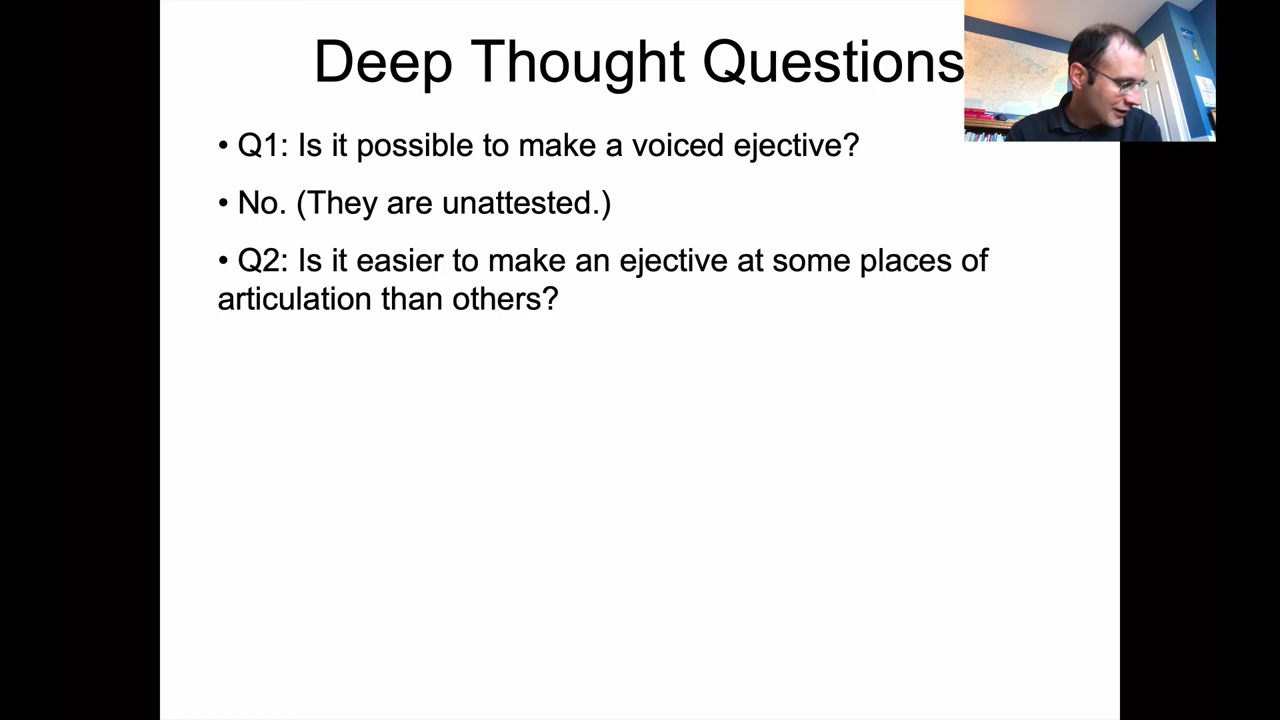 Deep Thought Questions
• Q1: Is it possible to make a voiced ejective?
• No. (They are unattested.)
• Q2: Is it easier to make an ejective at some places of
articulation than others?